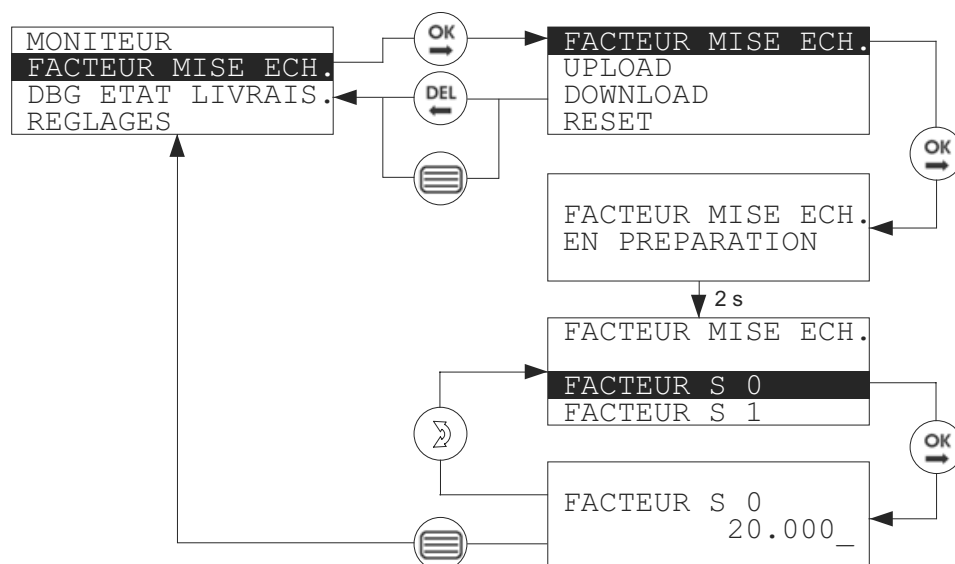 MONITEUR
FACTEUR MISE ECH.
DBG ETAT LIVRAIS.
REGLAGES
OK
DEL
FACTEUR MISE ECH.
UPLOAD
DOWNLOAD
RESET
OK
FACTEUR MISE ECH.
EN PREPARATION
2 s
FACTEUR MISE ECH.
FACTEUR S 0
FACTEUR S 1
OK
FACTEUR S 0
20.000_